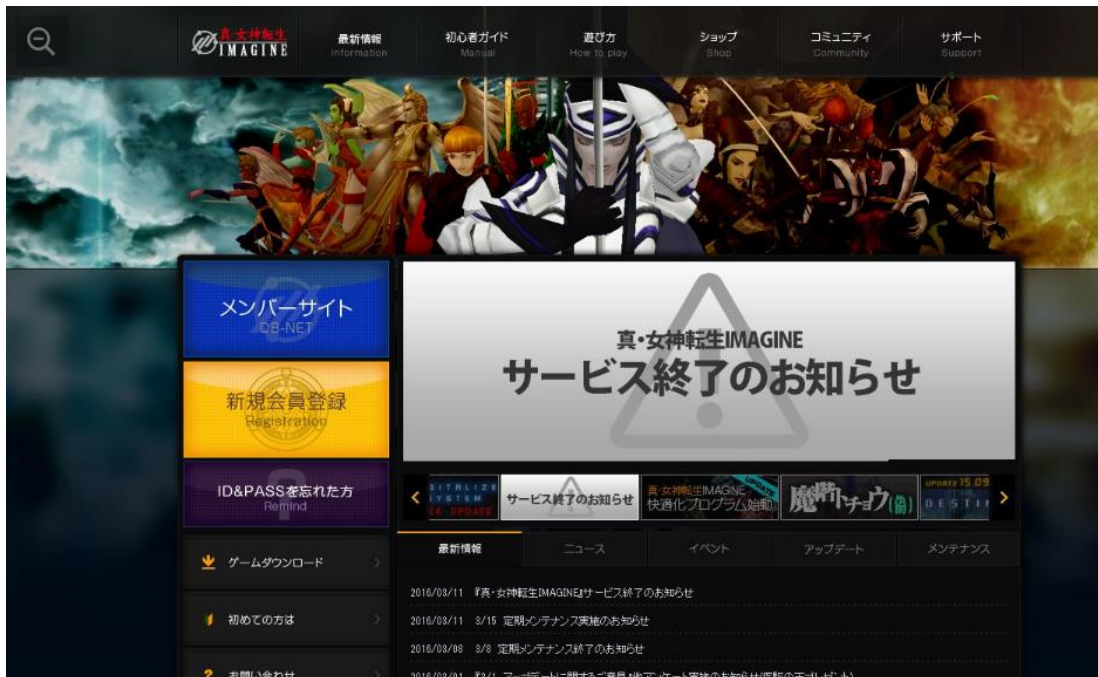 真・女神転生
IMAGINE
最新情報
Information
初心者ガイド
Manual
遊び方
How to play
ショップ
Shop
コミュニティ
Community
サポート
Support
メンバーサイト
DB-NET
新規会員登録
Registration
ID&PASSを忘れた方
Remind
ゲームダウンロード
初めての方は
お問い合わせ
真・女神転生IMAGINE
サービス終了のお知らせ
SYSTEM
UPDATE
サービス終了のお知らせ
真・女神転生IMAGINE
快適化プログラム始動
UPDATE
UPDATE 15.09
最新情報
ニュース
イベント
アップデート
メンテナンス
2016/03/11 『真・女神転生IMAGINE』サービス終了のお知らせ
2016/03/11 3/15 定期メンテナンス実施のお知らせ
2016/03/08 3/8 定期メンテナンス終了のお知らせ